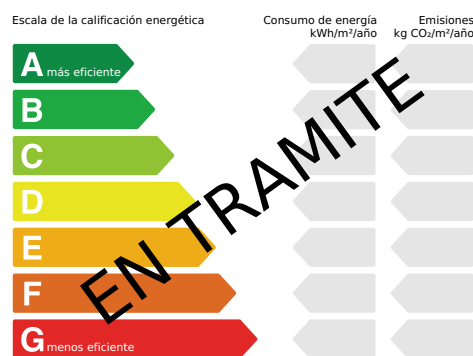 Escala de la calificación energética
Consumo de energía
kWh/m²/año
Emisiones
kg CO₂/m²/año
A más eficiente
B
C
D
E
F
G menos eficiente
EN TRAMITE